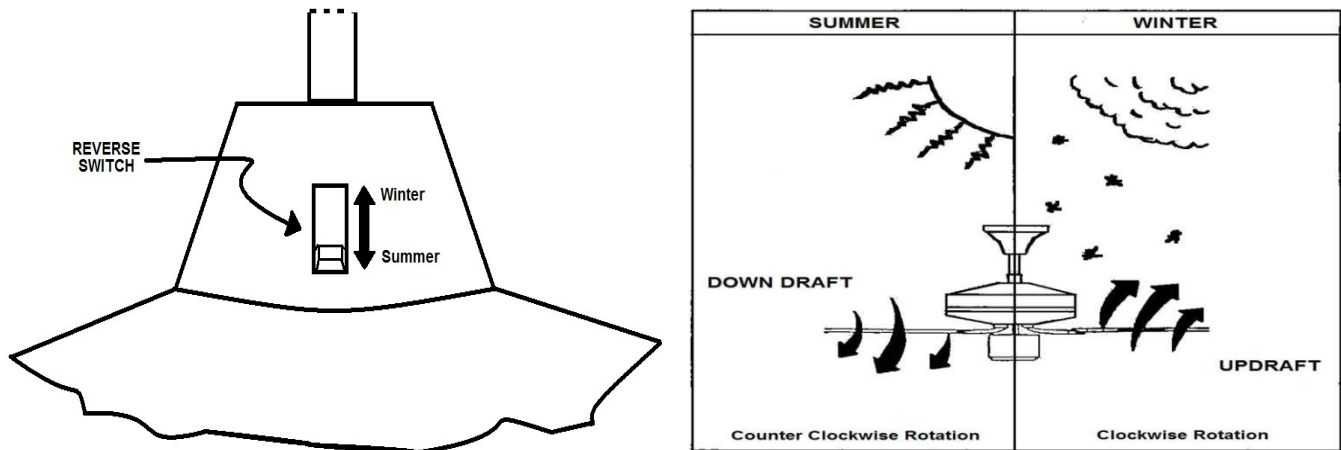 REVERSE
SWITCH
Winter
Summer
SUMMER
WINTER
DOWN DRAFT
UPDRAFT
Counter Clockwise Rotation
Clockwise Rotation